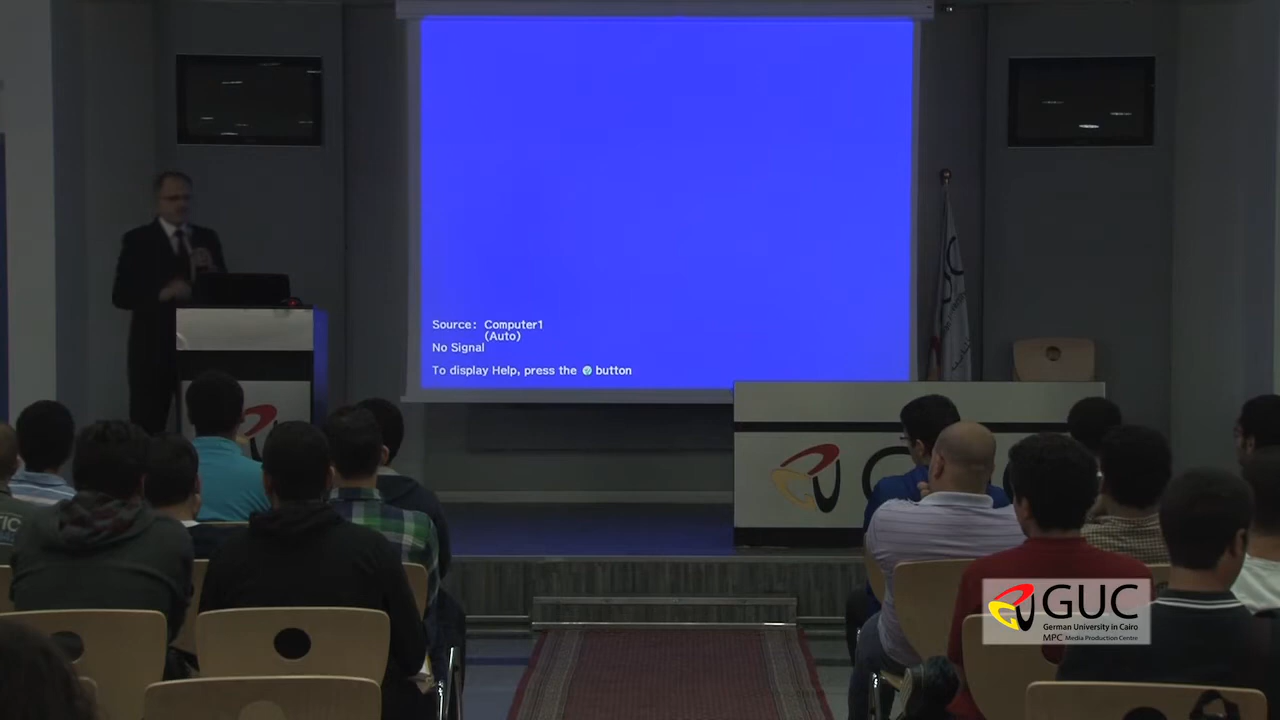 Source: Computer1
(Auto)
No Signal
To display Help, press the button
TIC
GUC
German University in Cairo
MPC Media Production Centre